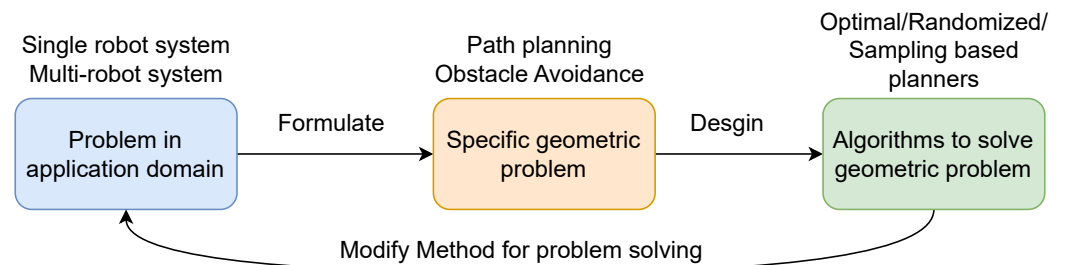 Single robot system
Multi-robot system
Path planning
Obstacle Avoidance
Optimal/Randomized/
Sampling based
planners
Problem in
application domain
Formulate
Specific geometric
problem
Desgin
Algorithms to solve
geometric problem
Modify Method for problem solving